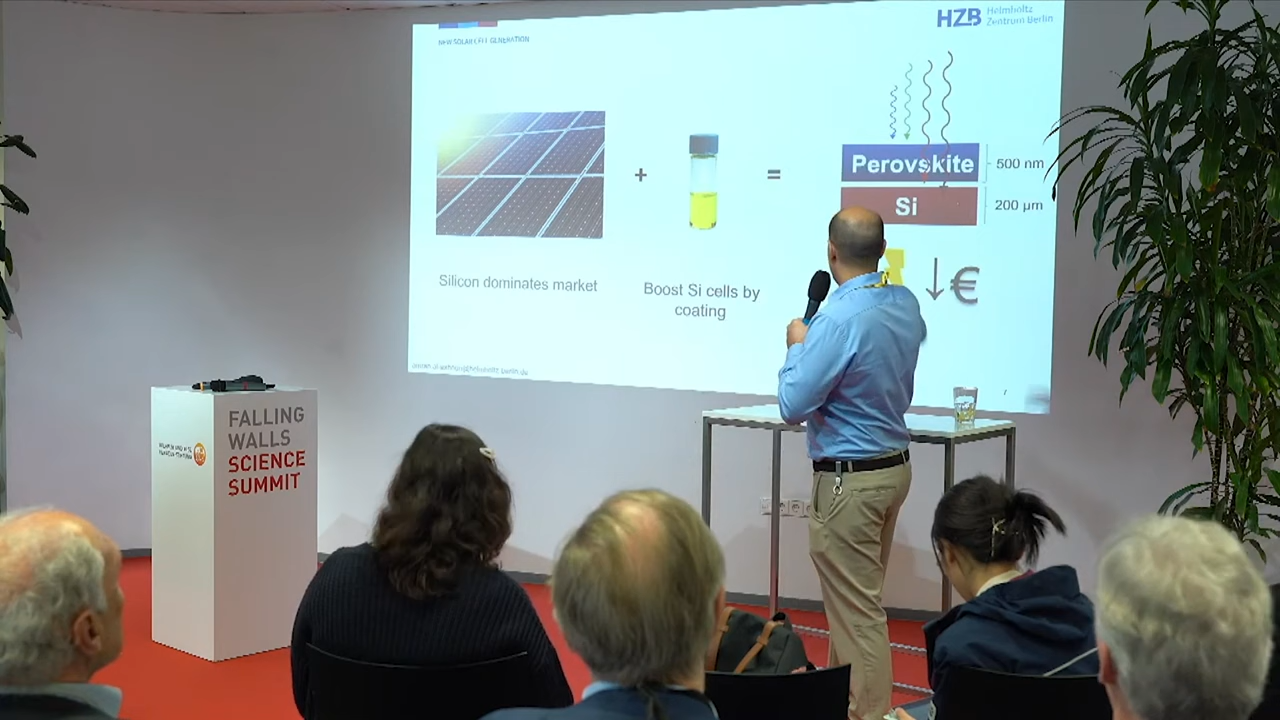 NEW SOLAR CELL GENERATION
HZB Helmholtz
Zentrum Berlin
+
=
Perovskite
500 nm
Si
200 µm
Silicon dominates market
Boost Si cells by
coating
↓€
FALLING
WALLS
SCIENCE
SUMMIT